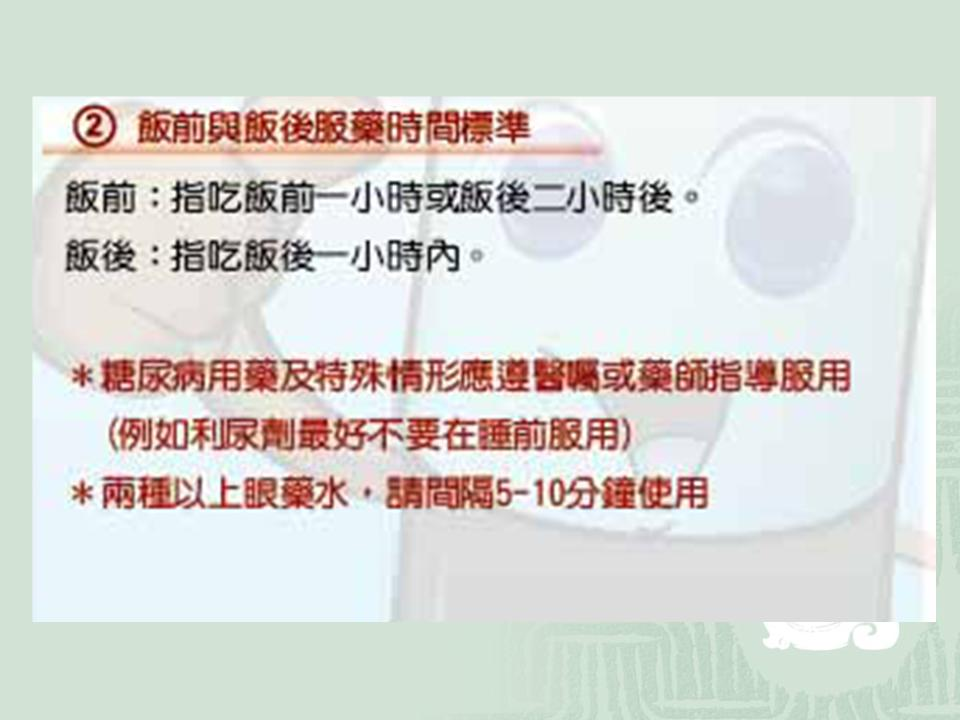 ② 飯前與飯後服藥時間標準
飯前：指吃飯前一小時或飯後二小時後。
飯後：指吃飯後一小時內。
＊糖尿病用藥及特殊情形應遵醫囑或藥師指導服用
(例如利尿劑最好不要在睡前服用)
＊兩種以上眼藥水，請間隔5-10分鐘使用